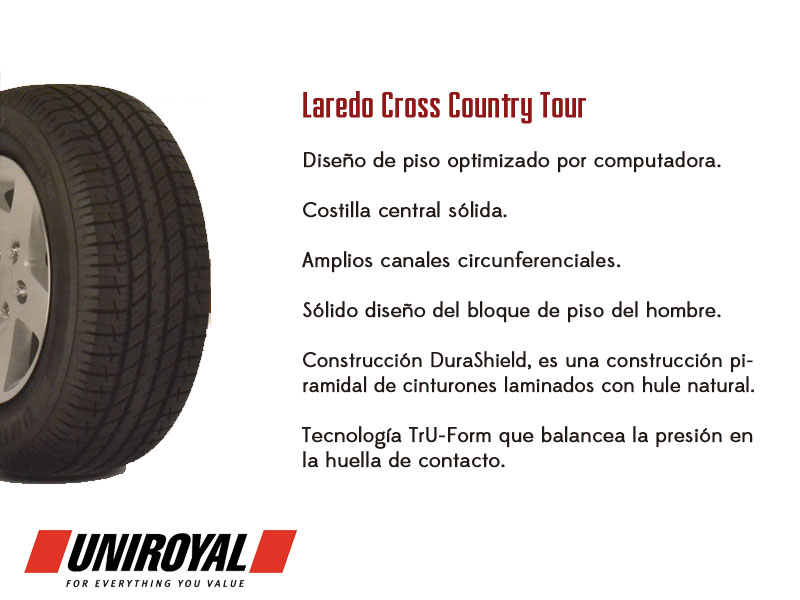 Laredo Cross Country Tour
Diseño de piso optimizado por computadora.
Costilla central sólida.
Amplios canales circunferenciales.
Sólido diseño del bloque de piso del hombre.
Construcción DuraShield, es una construcción pi-
ramidal de cinturones laminados con hule natural.
Tecnología TrU-Form que balancea la presión en
la huella de contacto.
UNIROYAL
FOR EVERYTHING YOU VALUE